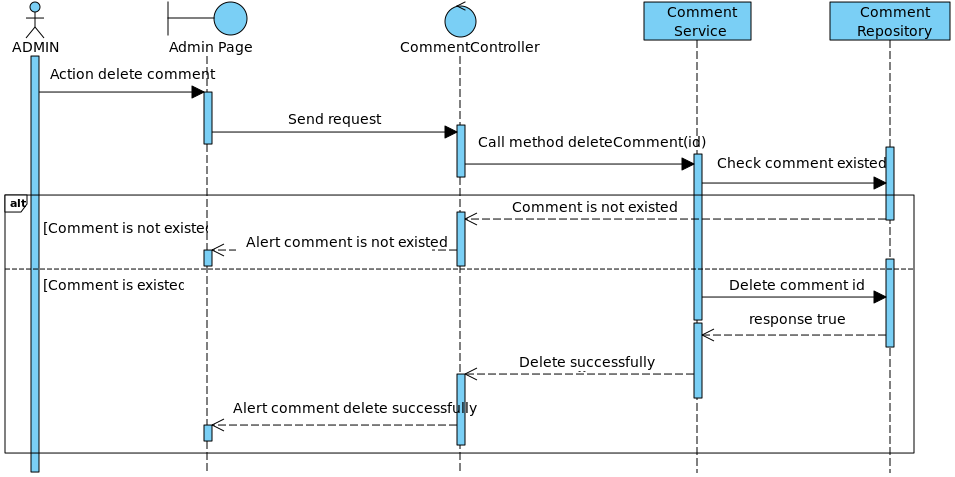 ADMIN
Admin Page
CommentController
Comment
Service
Comment
Repository
Action delete comment
Send request
Call method deleteComment(id)
Check comment existed
alt
Comment is not existed
[Comment is not existe
Alert comment is not existed
[Comment is existec
Delete comment id
response true
Delete successfully
Alert comment delete successfully